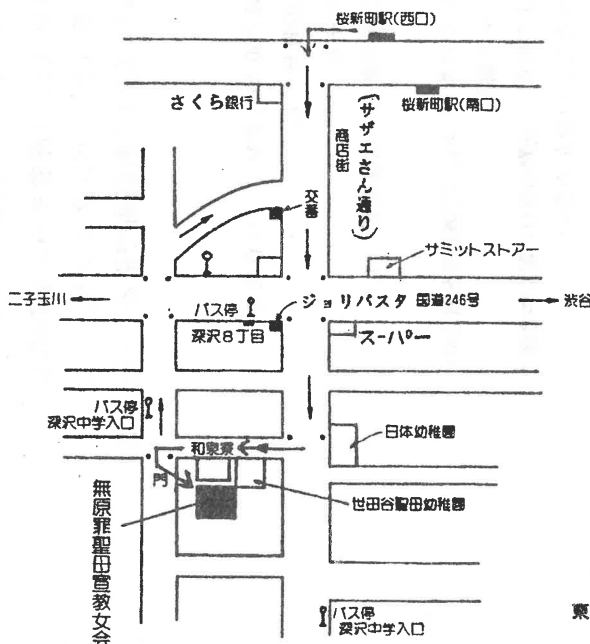 桜新町駅(西口)
さくら銀行
桜新町駅(南口)
商店街
(サザエさん通り)
交番
サミットストアー
二子玉川
バス停
深沢8丁目
ジョリパスタ
国道246号
渋谷
スーパー
バス停
深沢中学入口
和泉寮
日体幼稚園
門
世田谷聖母幼稚園
無原罪聖母宣教女会
バス停
深沢中学入口
東